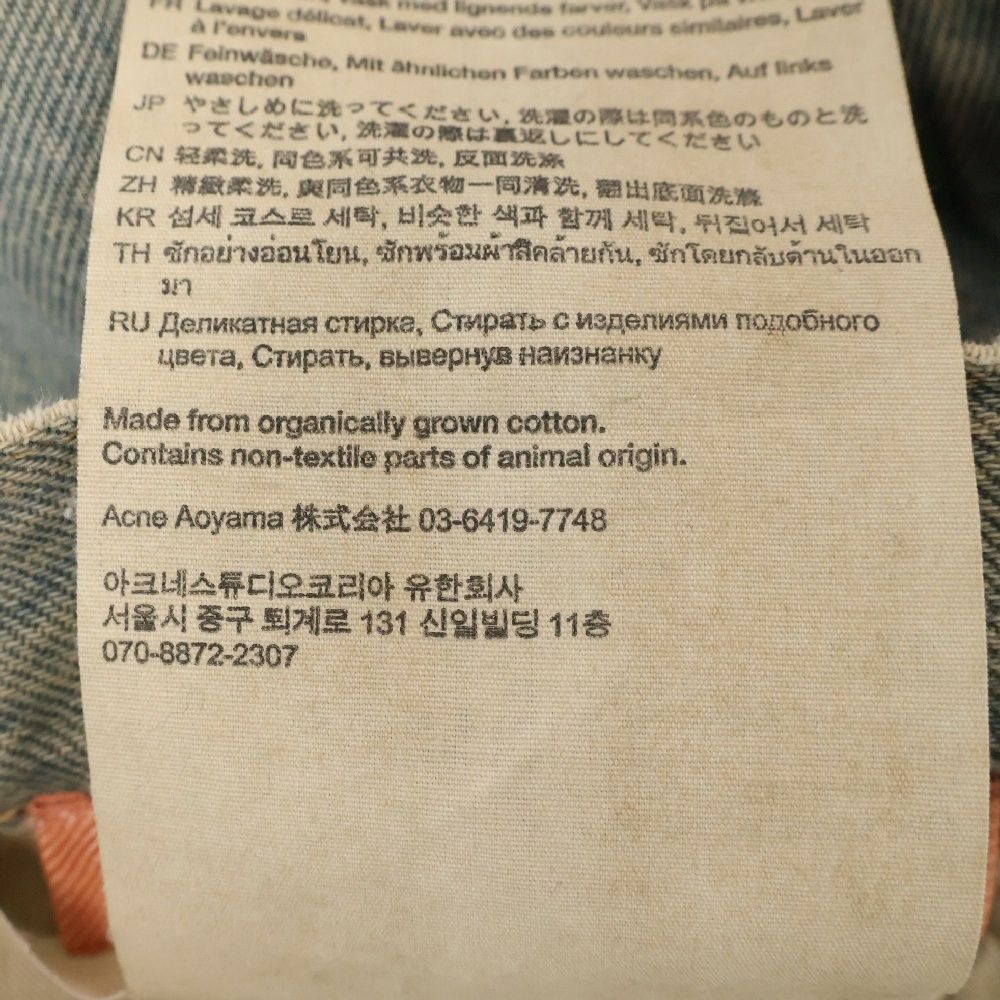 med lignende farver, Vask på
FR Lavage délicat, Laver avec des couleurs similaires, Laver
à l'envers
DE Feinwäsche, Mit ähnlichen Farben waschen, Auf links
waschen
JP やさしめに洗ってください, 洗濯の際は同系色のものと洗
ってください, 洗濯の際は裏返しにしてください
CN 轻柔洗, 同色系可共洗, 反面洗涤
ZH 精緻柔洗, 與同色系衣物一同清洗, 翻出底面洗滌
KR 섬세 코스로 세탁, 비슷한 색과 함께 세탁, 뒤집어서 세탁
TH ซักอย่างอ่อนโยน, ซักพร้อมผ้าสีคล้ายกัน, ซักโดยกลับด้านในออก
มา
RU Деликатная стирка, Стирать с изделиями подобного
цвета, Стирать, вывернув наизнанку
Made from organically grown cotton.
Contains non-textile parts of animal origin.
Acne Aoyama 株式会社 03-6419-7748
아크네스튜디오코리아 유한회사
서울시 중구 퇴계로 131 신일빌딩 11층
070-8872-2307